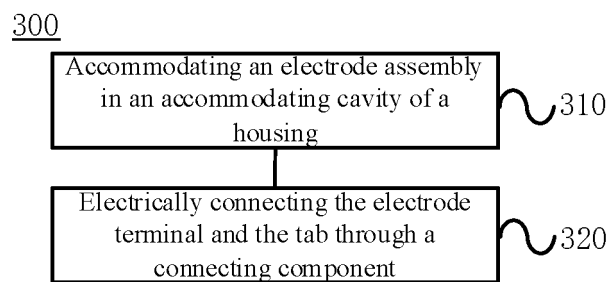 300
Accommodating an electrode assembly
in an accommodating cavity of a
housing
310
Electrically connecting the electrode
terminal and the tab through a
connecting component
320